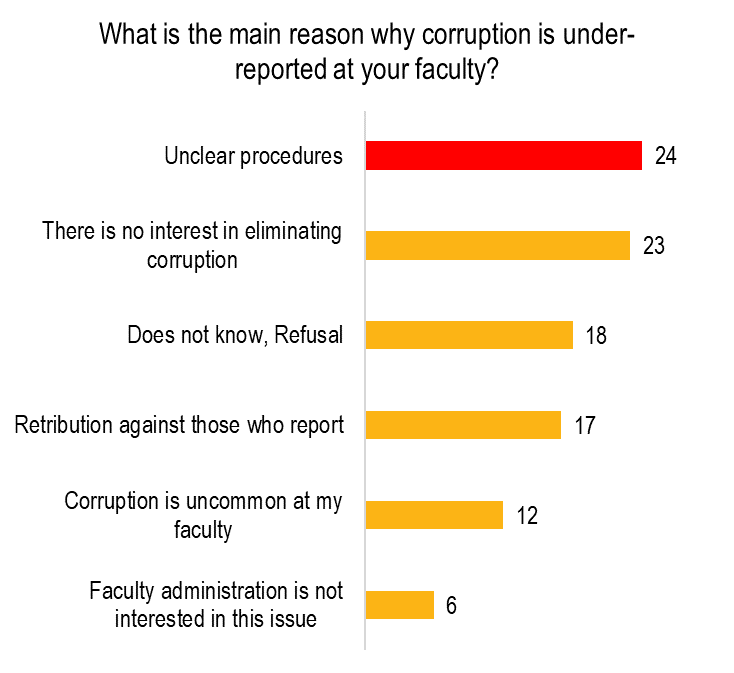 What is the main reason why corruption is under-
reported at your faculty?
Unclear procedures
24
There is no interest in eliminating
corruption
23
Does not know, Refusal
18
Retribution against those who report
17
Corruption is uncommon at my
faculty
12
Faculty administration is not
interested in this issue
6